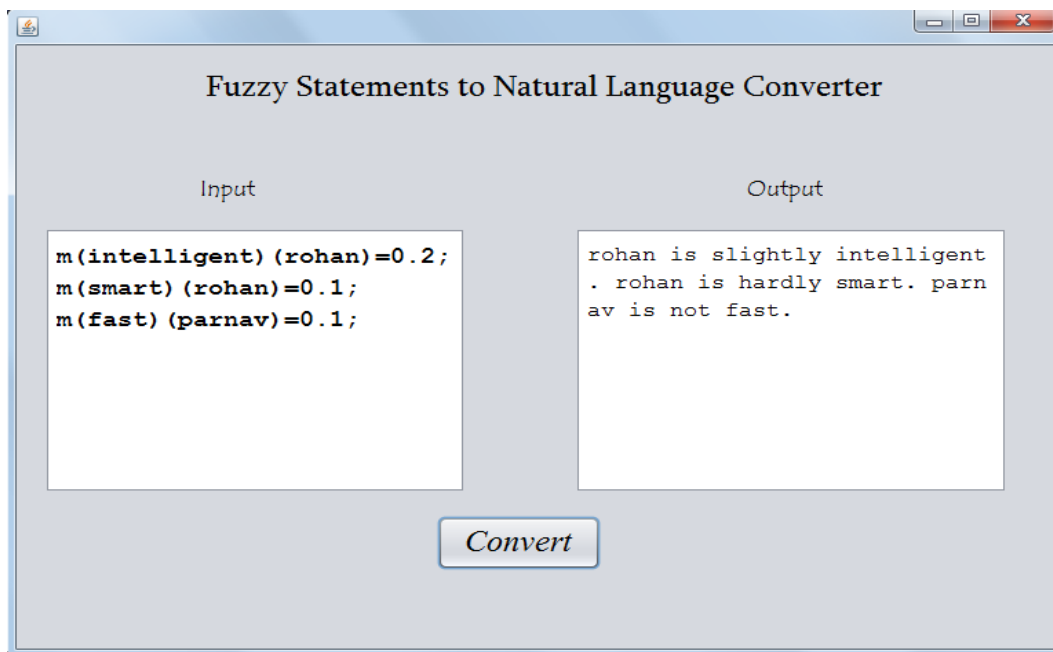 Fuzzy Statements to Natural Language Converter
Input
Output
m(intelligent)(rohan)=0.2;
m(smart)(rohan)=0.1;
m(fast)(parnav)=0.1;
rohan is slightly intelligent
. rohan is hardly smart. parn
av is not fast.
Convert